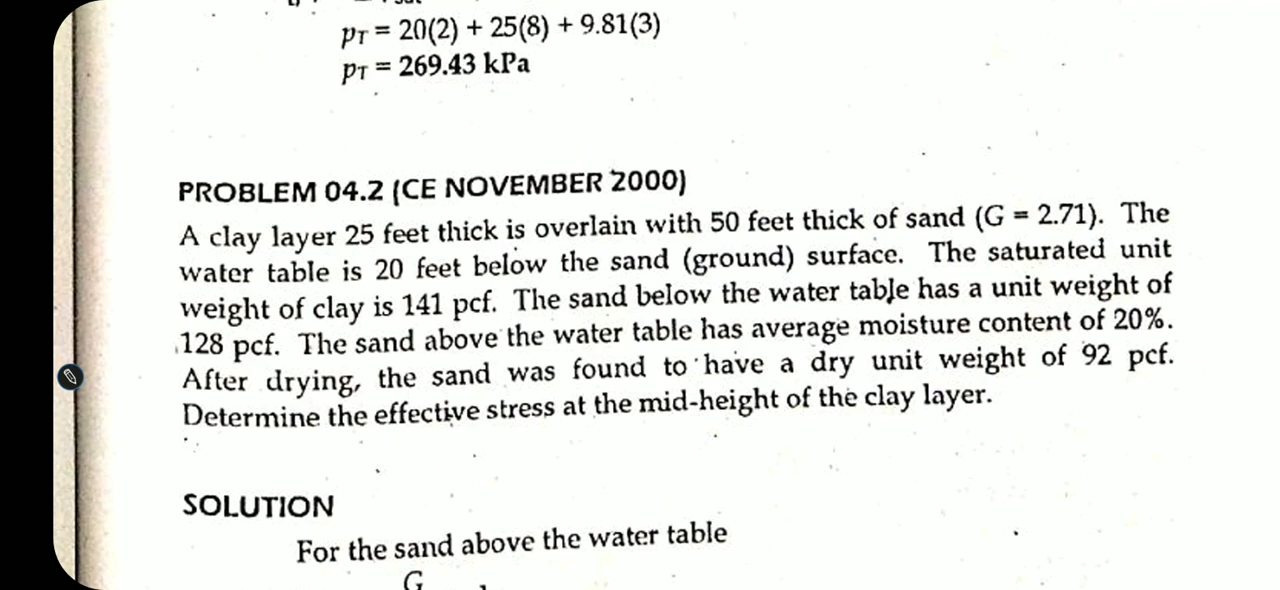 pT = 20(2) + 25(8) + 9.81(3)
pT = 269.43 kPa
PROBLEM 04.2 (CE NOVEMBER 2000)
A clay layer 25 feet thick is overlain with 50 feet thick of sand (G = 2.71). The
water table is 20 feet below the sand (ground) surface. The saturated unit
weight of clay is 141 pcf. The sand below the water table has a unit weight of
128 pcf. The sand above the water table has average moisture content of 20%.
After drying, the sand was found to have a dry unit weight of 92 pcf.
Determine the effective stress at the mid-height of the clay layer.
SOLUTION
For the sand above the water table
G